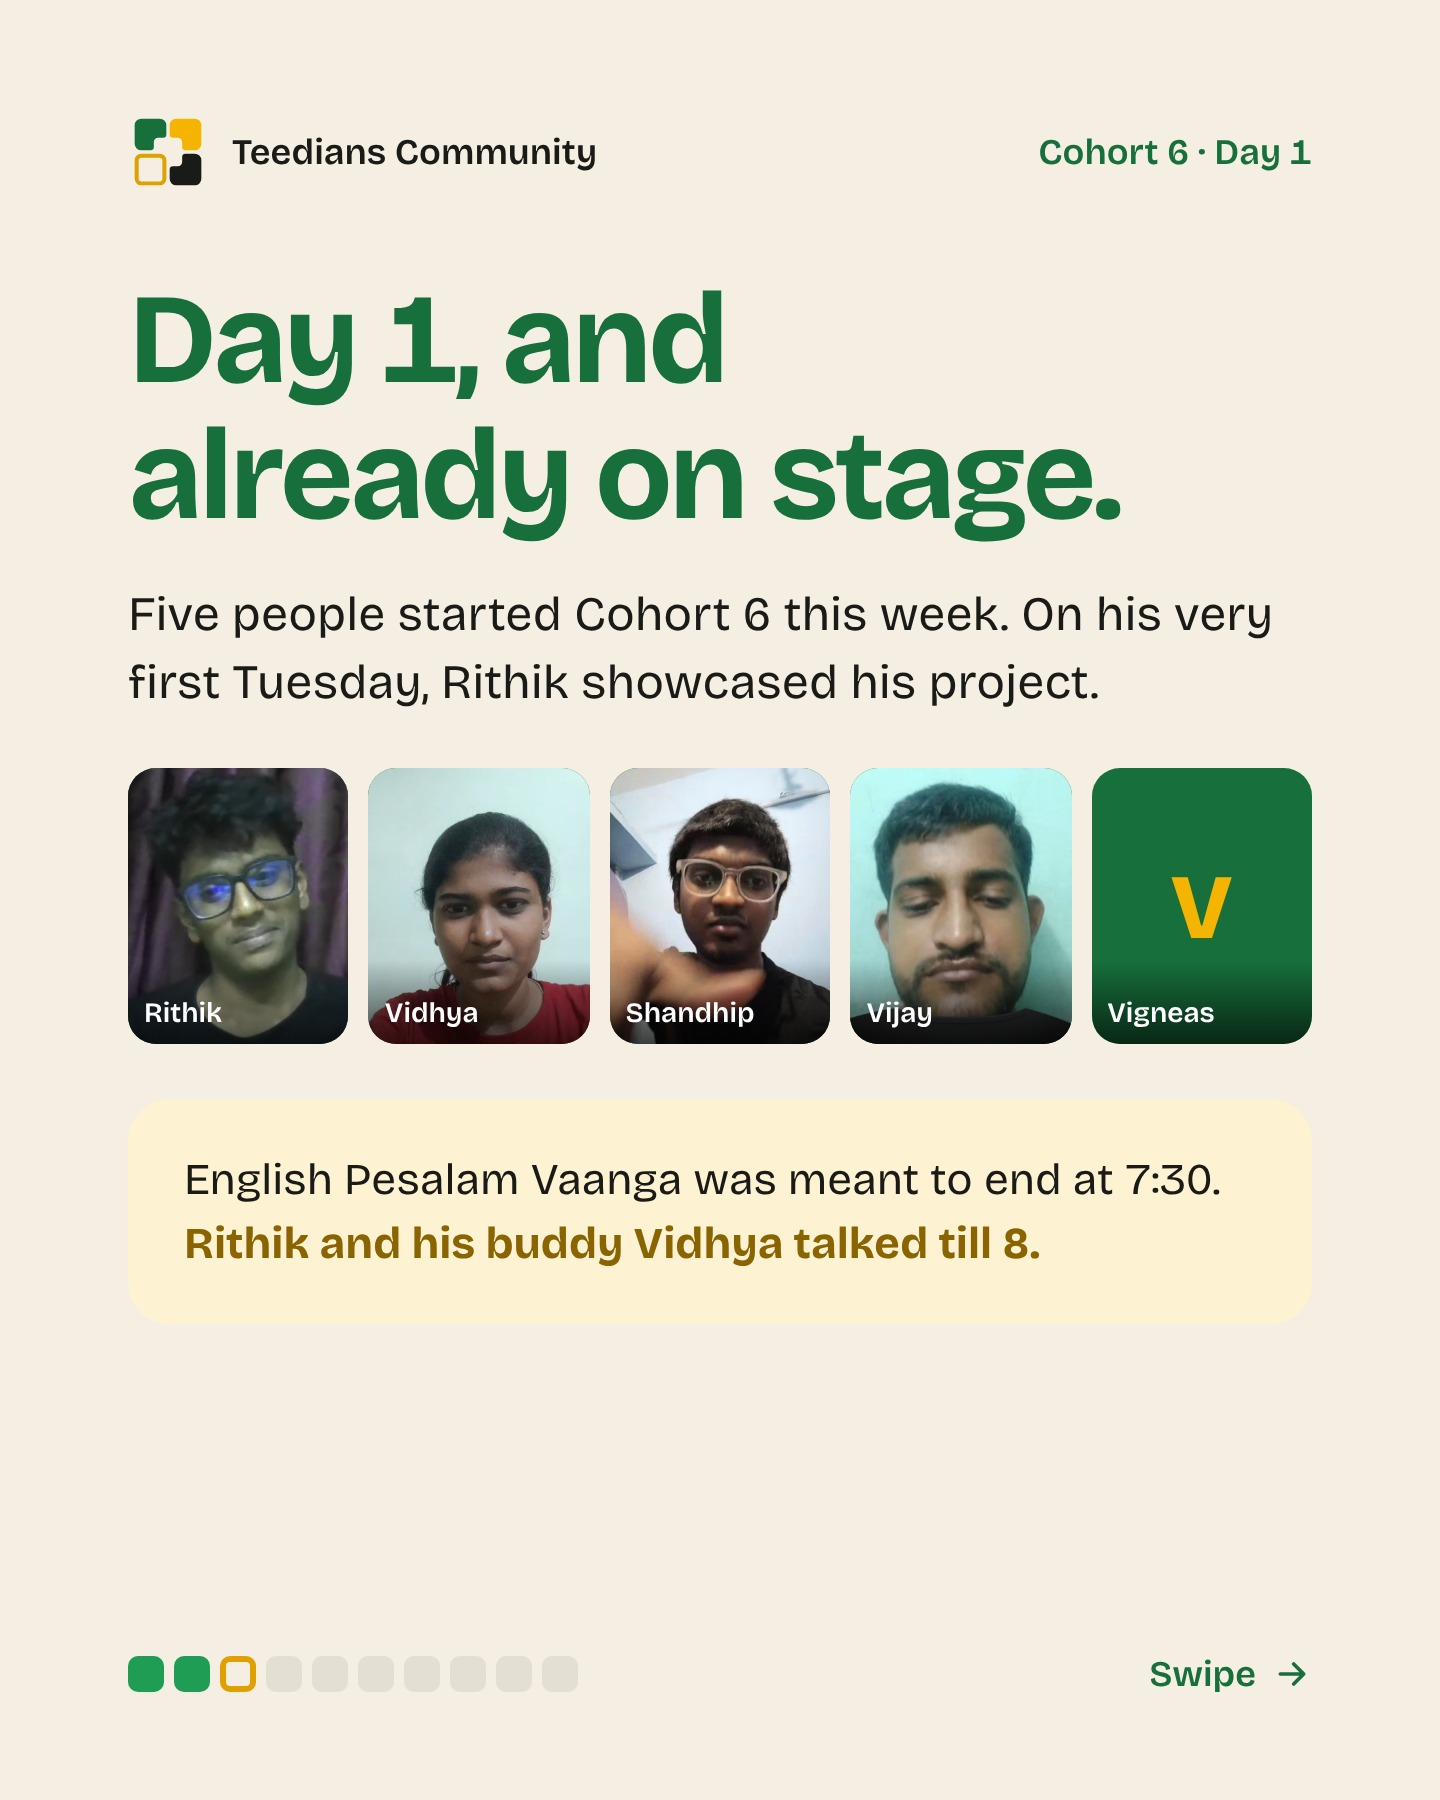 Teedians Community
Cohort 6 · Day 1
Day 1, and
already on stage.
Five people started Cohort 6 this week. On his very
first Tuesday, Rithik showcased his project.
Rithik
Vidhya
Shandhip
Vijay
V
Vigneas
English Pesalam Vaanga was meant to end at 7:30.
Rithik and his buddy Vidhya talked till 8.
Swipe →